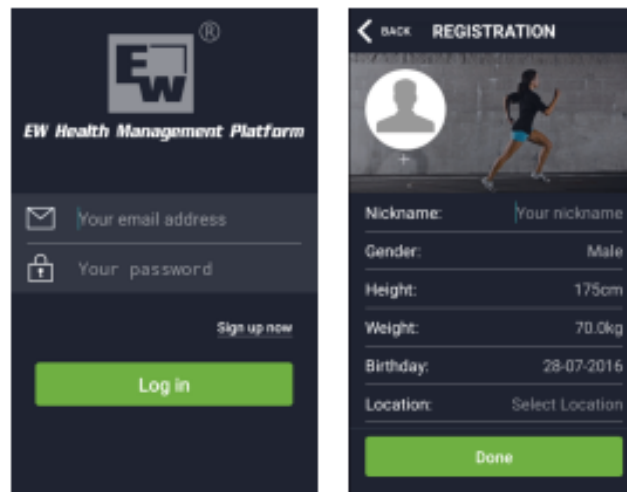 EW
®
EW Health Management Platform
Your email address
Your password
Sign up now
Log in
BACK REGISTRATION
+
Nickname: Your nickname
Gender: Male
Height: 175cm
Weight: 70.0kg
Birthday: 28-07-2016
Location: Select Location
Done